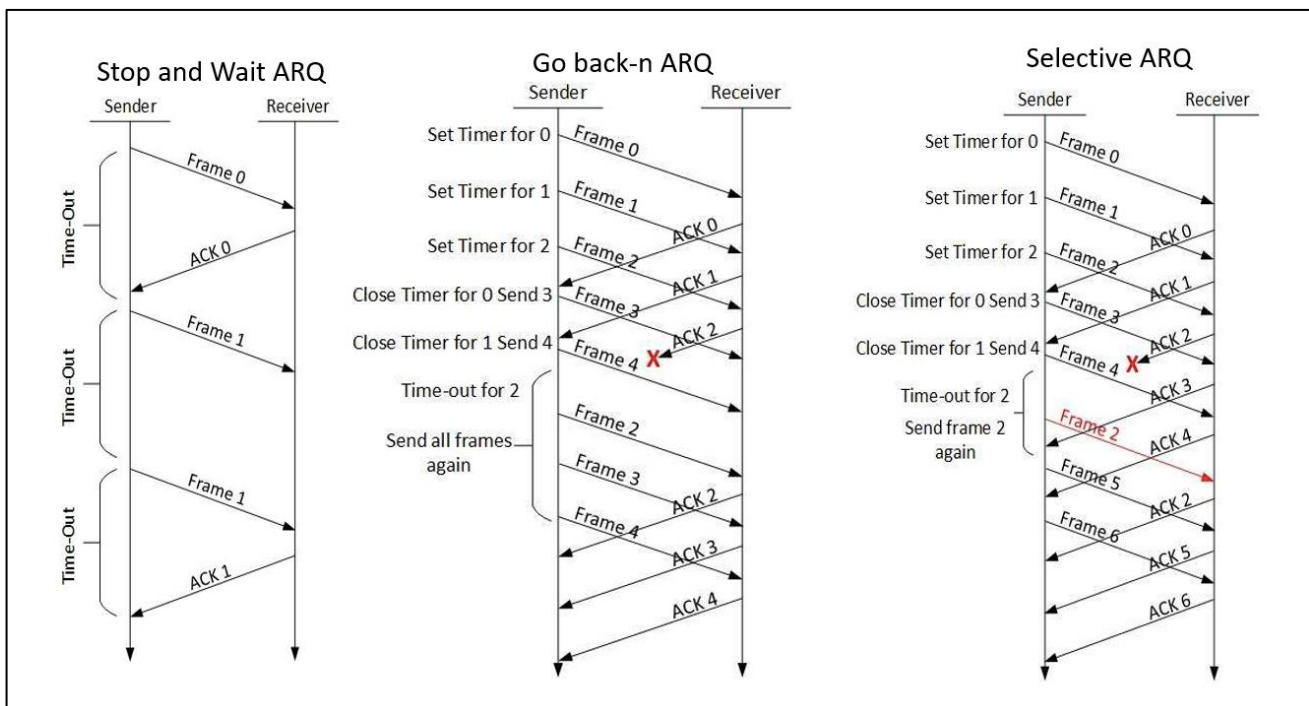 Stop and Wait ARQ
Sender
Receiver
Time-Out
Frame 0
ACK 0
Time-Out
Frame 1
Time-Out
Frame 1
ACK 1
Go back-n ARQ
Sender
Receiver
Set Timer for 0
Frame 0
Set Timer for 1
Frame 1
ACK 0
Set Timer for 2
Frame 2
ACK 1
Close Timer for 0 Send 3
Frame 3
ACK 2
X
Close Timer for 1 Send 4
Frame 4
Time-out for 2
Send all frames
again
Frame 2
Frame 3
ACK 2
Frame 4
ACK 3
ACK 4
Selective ARQ
Sender
Receiver
Set Timer for 0
Frame 0
Set Timer for 1
Frame 1
ACK 0
Set Timer for 2
Frame 2
ACK 1
Close Timer for 0 Send 3
Frame 3
ACK 2
X
Close Timer for 1 Send 4
Frame 4
ACK 3
Time-out for 2
Send frame 2
again
Frame 2
ACK 4
Frame 5
ACK 2
Frame 6
ACK 5
ACK 6